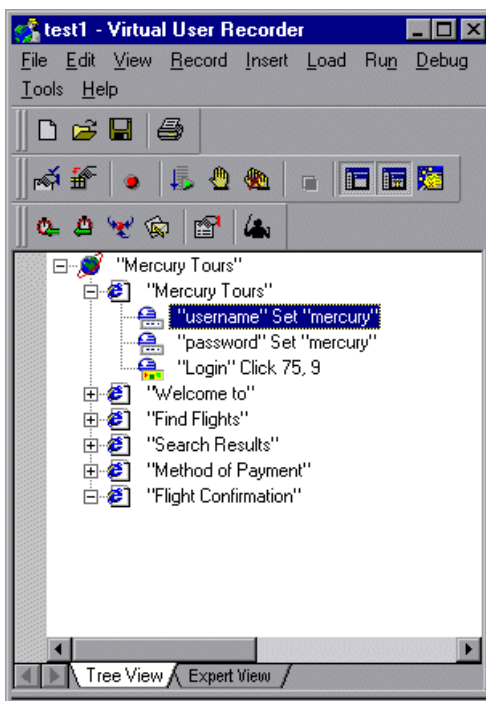 test1 - Virtual User Recorder
File Edit View Record Insert Load Run Debug
Tools Help
"Mercury Tours"
"Mercury Tours"
"username" Set "mercury"
"password" Set "mercury"
"Login" Click 75, 9
"Welcome to"
"Find Flights"
"Search Results"
"Method of Payment"
"Flight Confirmation"
Tree View Expert View